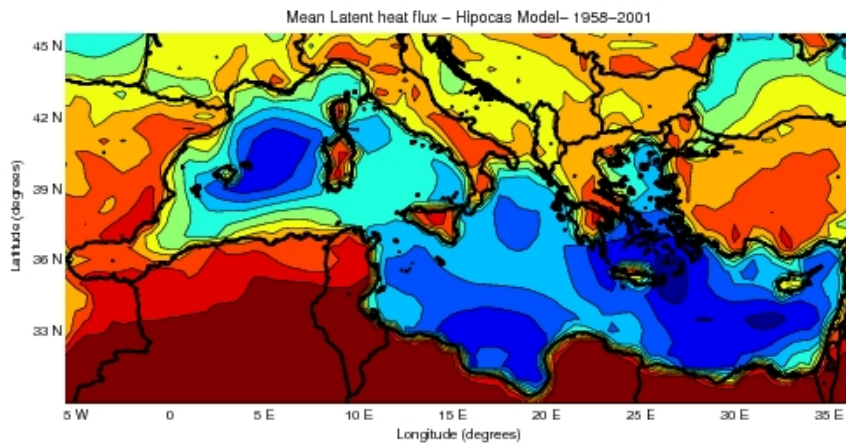 Mean Latent heat flux – Hipocas Model– 1958–2001
45 N
42 N
39 N
36 N
33 N
Latitude (degrees)
5 W 0 5 E 10 E 15 E 20 E 25 E 30 E 35 E
Longitude (degrees)